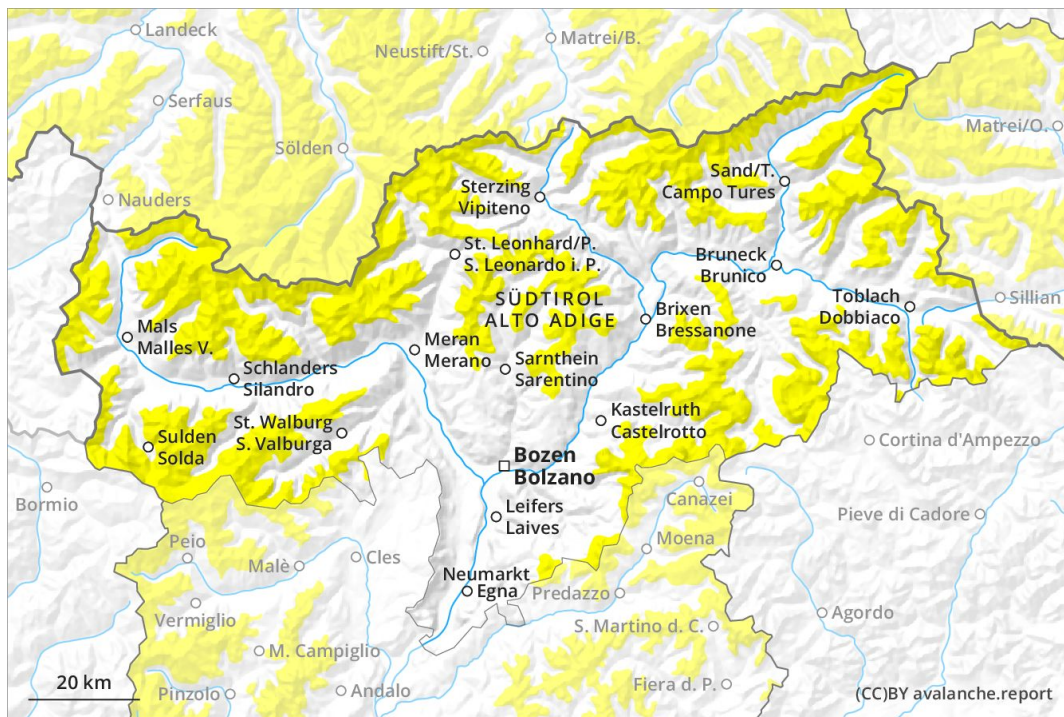 Landeck
Neustift/St.
Matrei/B.
Serfaus
Matrei/O.
Sölden
Nauders
Sand/T.
Campo Tures
Sterzing
Vipiteno
St. Leonhard/P.
S. Leonardo i. P.
Bruneck
Brunico
SÜDTIROL
ALTO ADIGE
Toblach
Dobbiaco
Sillian
Brixen
Bressanone
Mals
Malles V.
Meran
Merano
Sarnthein
Sarentino
Schlanders
Silandro
Kastelruth
Castelrotto
St. Walburg
S. Valburga
Sulden
Solda
Cortina d'Ampezzo
Bozen
Bolzano
Bormio
Canazei
Leifers
Laives
Pieve di Cadore
Peio
Moena
Cles
Malè
Neumarkt
Egna
Predazzo
Vermiglio
Agordo
S. Martino d. C.
M. Campiglio
20 km
Pinzolo
Andalo
Fiera d. P.
(CC)BY avalanche.report